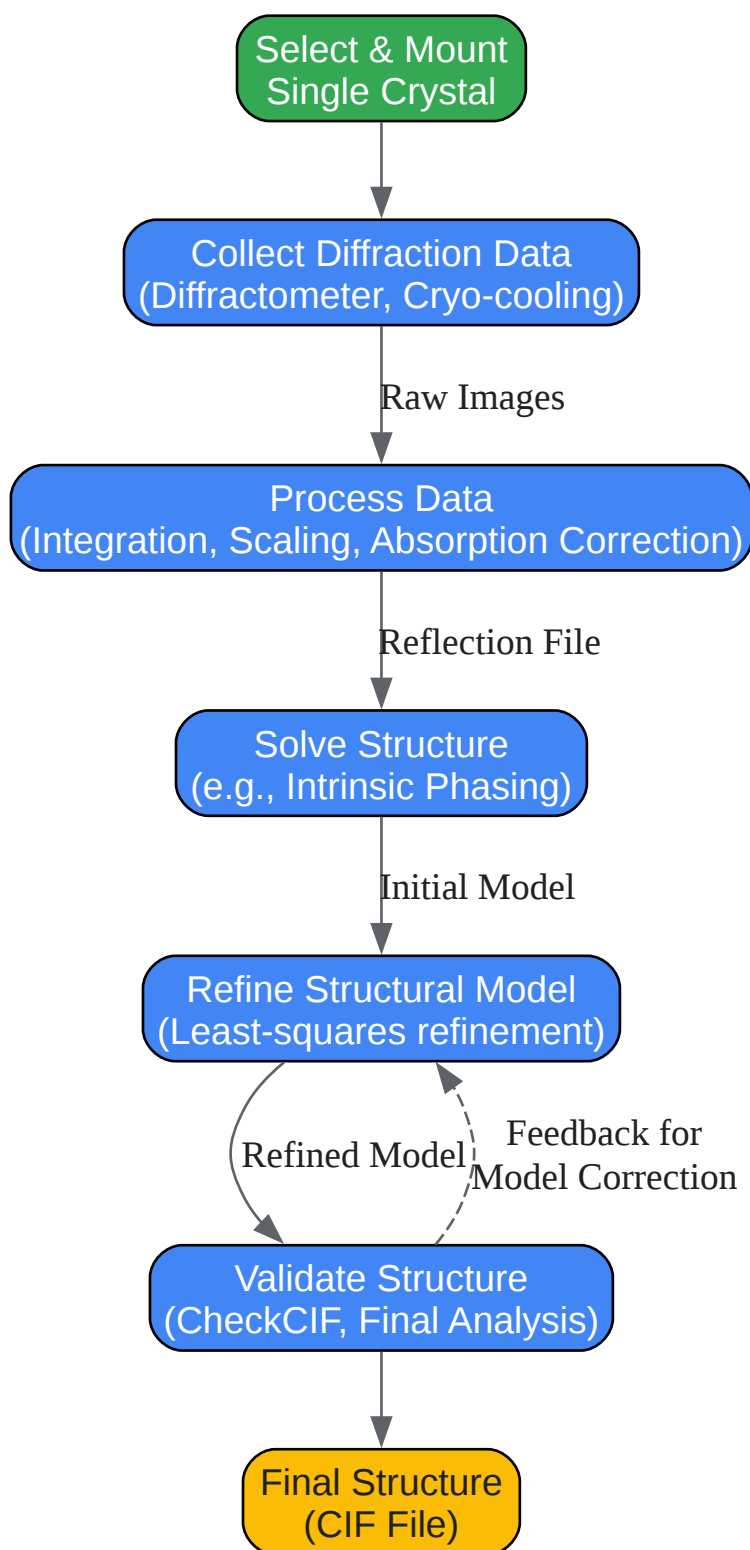 Select & Mount
Single Crystal
Collect Diffraction Data
(Diffractometer, Cryo-cooling)
Raw Images
Process Data
(Integration, Scaling, Absorption Correction)
Reflection File
Solve Structure
(e.g., Intrinsic Phasing)
Initial Model
Refine Structural Model
(Least-squares refinement)
Refined Model
Feedback for
Model Correction
Validate Structure
(CheckCIF, Final Analysis)
Final Structure
(CIF File)